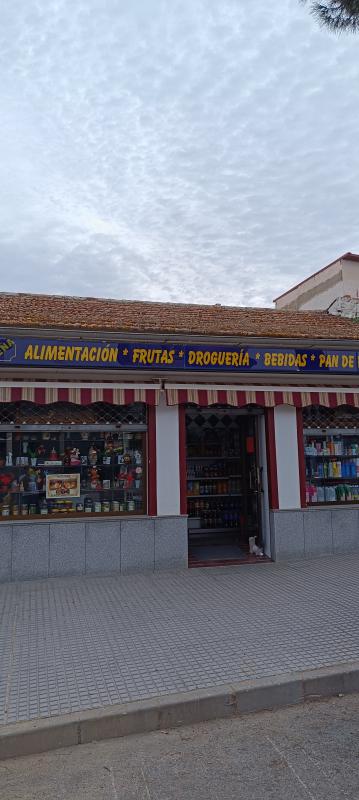 ALIMENTACIÓN * FRUTAS * DROGUERÍA * BEBIDAS * PAN DE